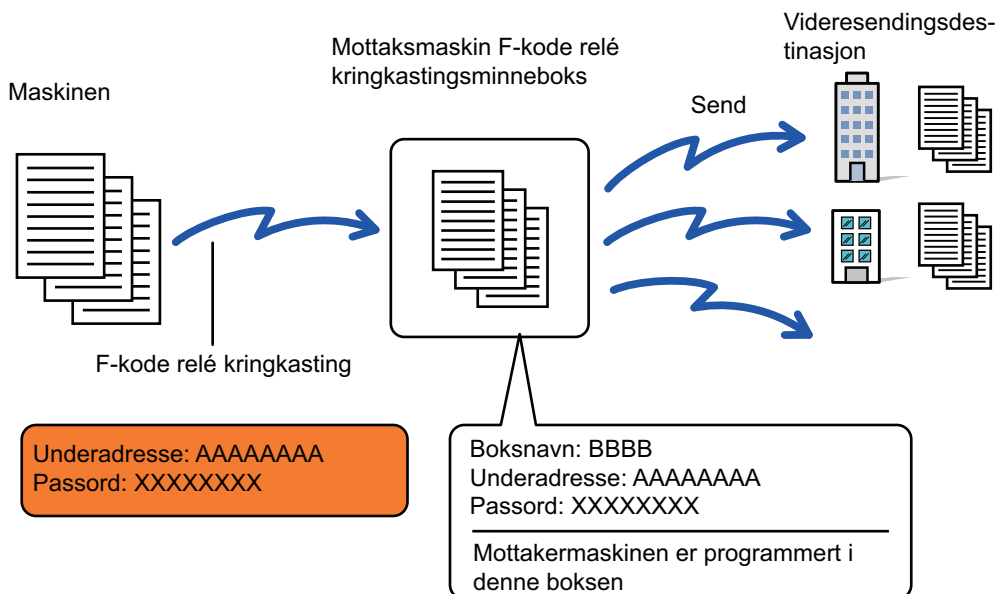 Maskinen
Mottaksmaskin F-kode relé
kringkastingsminneboks
Videresendingsdes-
tinasjon
Send
F-kode relé kringkasting
Underadresse: AAAAAAAA
Passord: XXXXXXXX
Boksnavn: BBBB
Underadresse: AAAAAAAA
Passord: XXXXXXXX
Mottakermaskinen er programmert i
denne boksen